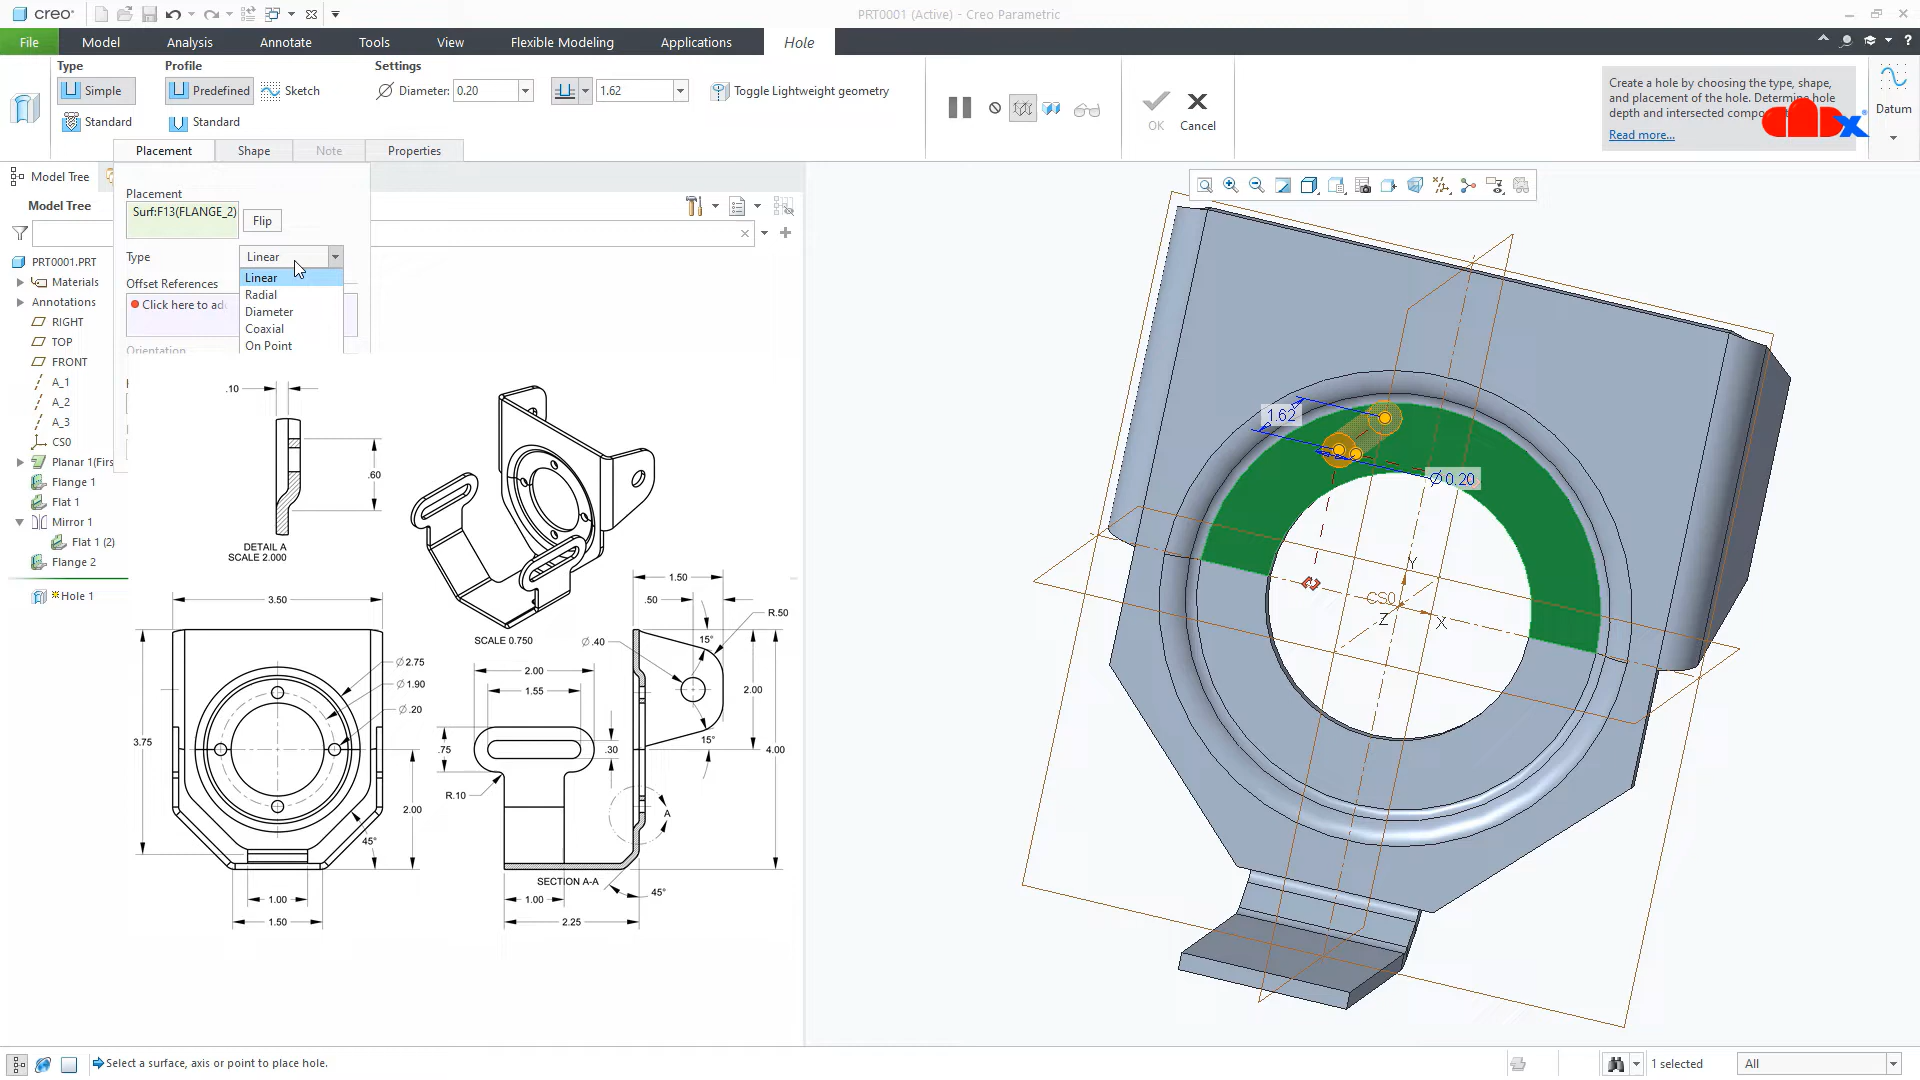 creo®
PRT0001 (Active) - Creo Parametric
File
Model
Analysis
Annotate
Tools
View
Flexible Modeling
Applications
Hole
Type
Profile
Settings
Simple
Predefined
Sketch
Diameter:
0.20
1.62
Toggle Lightweight geometry
Standard
Standard
OK
Cancel
Create a hole by choosing the type, shape,
and placement of the hole. Determine hole
depth and intersected compo
Read more...
Datum
Placement
Shape
Note
Properties
Model Tree
Model Tree
Placement
Surf:F13(FLANGE_2)
Flip
Type
Linear
Linear
Radial
Diameter
Coaxial
On Point
Offset References
Click here to ad
Orientation
PRT0001.PRT
Materials
Annotations
RIGHT
TOP
FRONT
A_1
A_2
A_3
CS0
Planar 1(Firs
Flange 1
Flat 1
Mirror 1
Flat 1 (2)
Flange 2
Hole 1
.10
.60
DETAIL A
SCALE 2.000
SCALE 0.750
3.50
3.75
Ø2.75
Ø1.90
Ø.20
2.00
45°
1.00
1.50
2.00
1.55
.75
.30
R.10
SECTION A-A
1.00
2.25
45°
A
1.50
.50
R.50
Ø.40
15°
15°
2.00
4.00
1.62
Ø0.20
Y
CS0
Z
X
Select a surface, axis or point to place hole.
1 selected
All